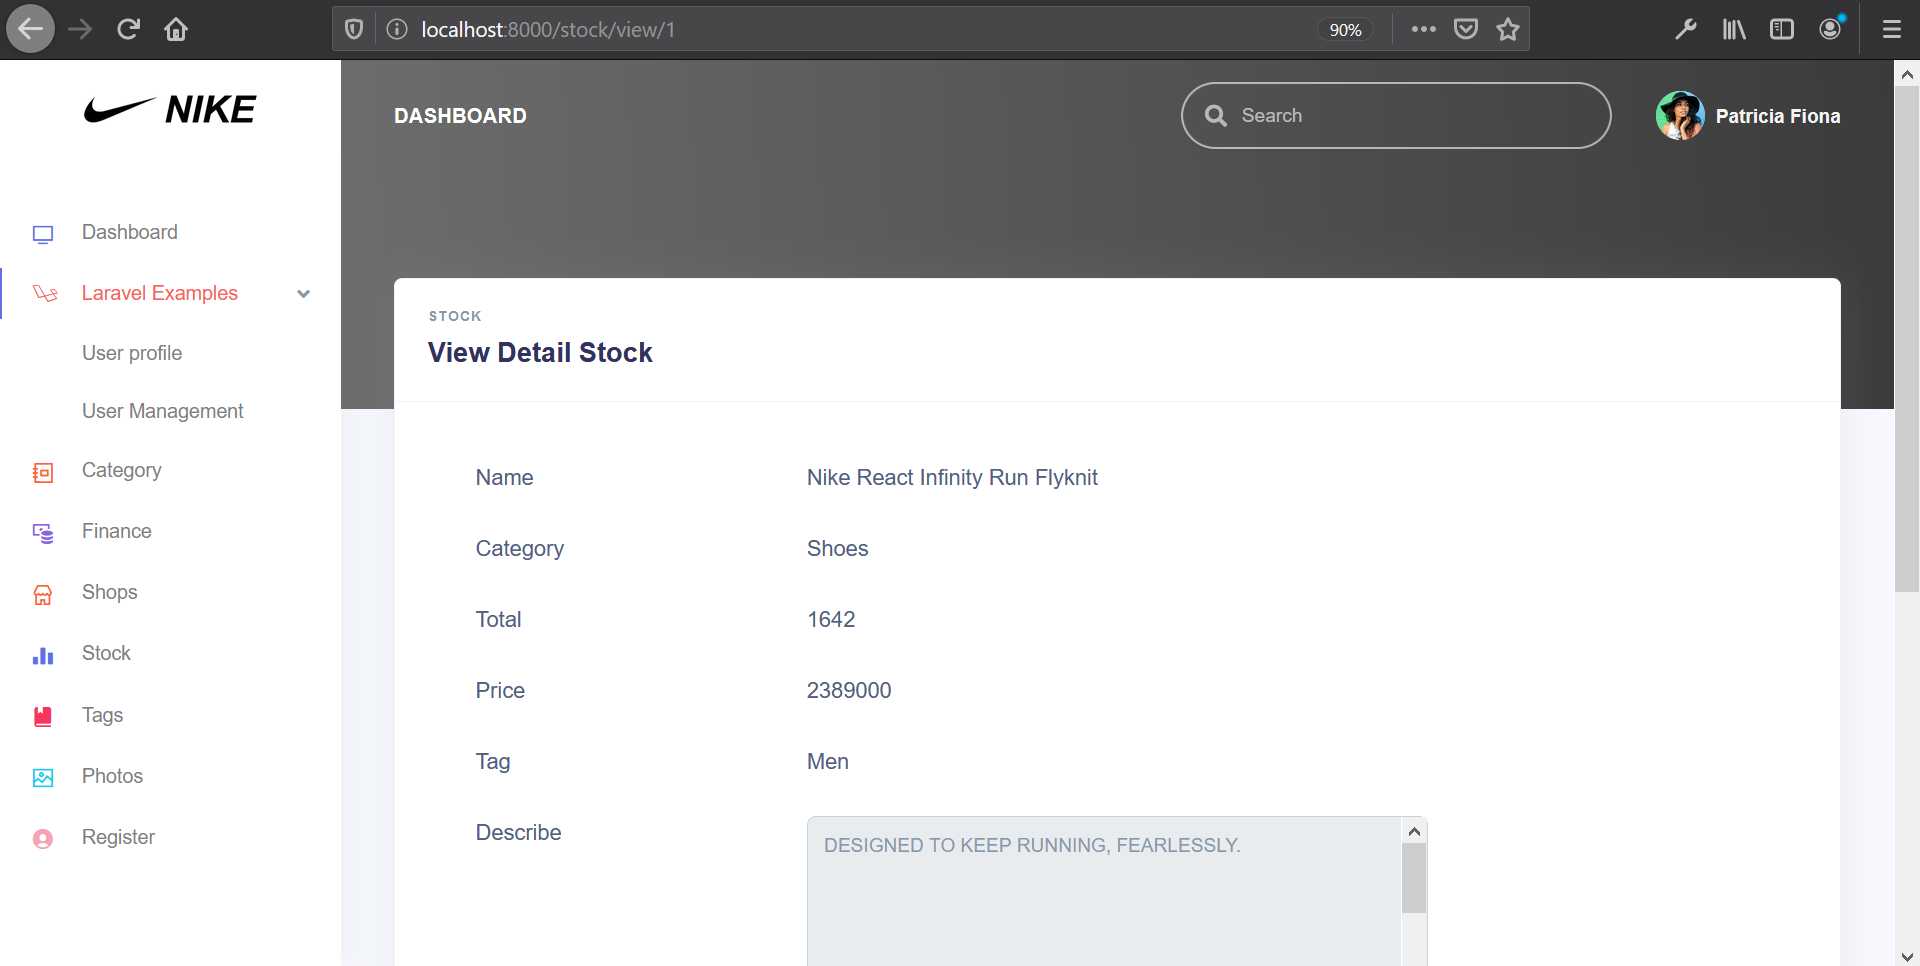 localhost:8000/stock/view/1
90%
NIKE
DASHBOARD
Search
Patricia Fiona
Dashboard
Laravel Examples
User profile
User Management
Category
Finance
Shops
Stock
Tags
Photos
Register
STOCK
View Detail Stock
Name
Nike React Infinity Run Flyknit
Category
Shoes
Total
1642
Price
2389000
Tag
Men
Describe
DESIGNED TO KEEP RUNNING, FEARLESSLY.